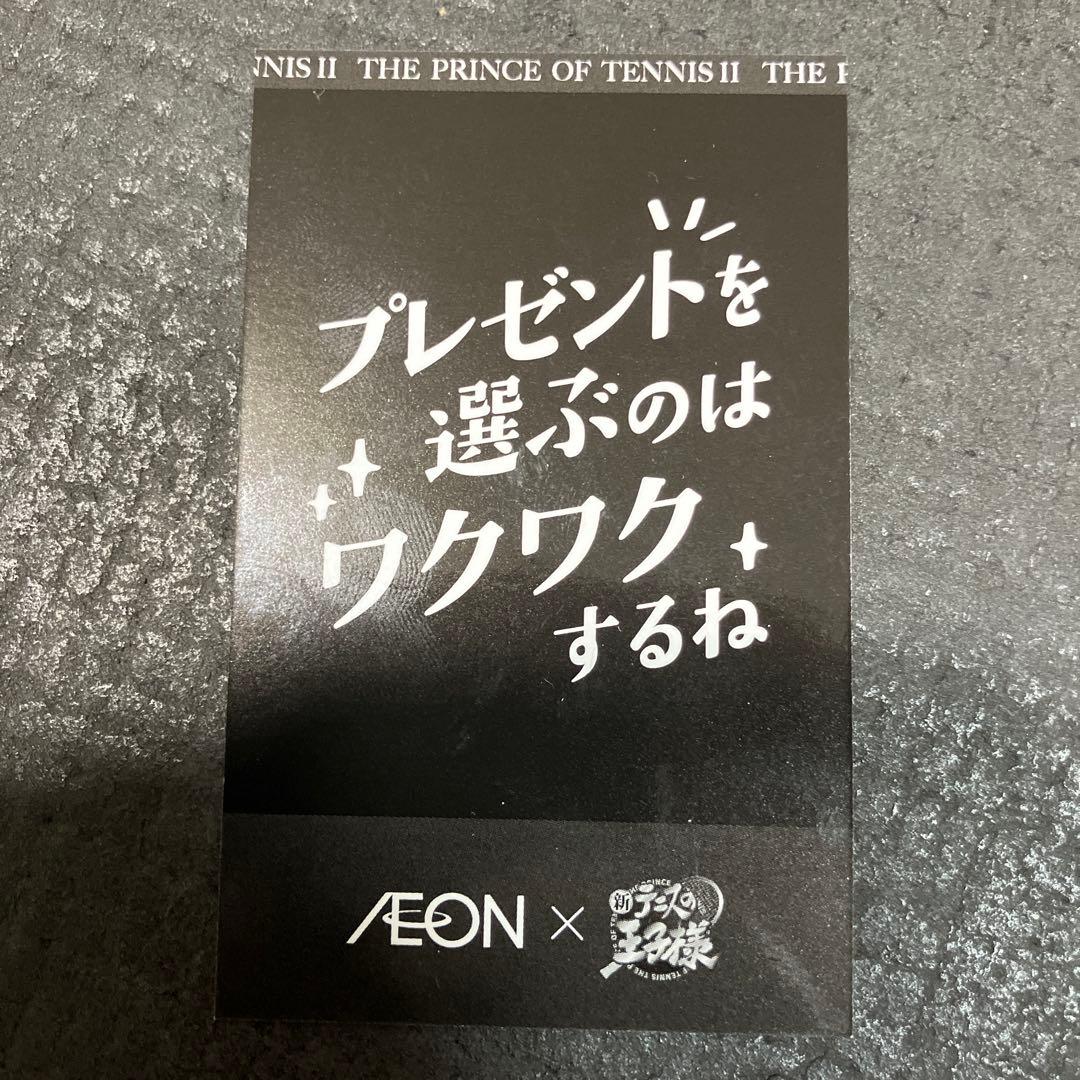 NNIS II THE PRINCE OF TENNIS II THE P
プレゼントを
選ぶのは
ワクワク
するね
ÆON × 新テニスの
王子様